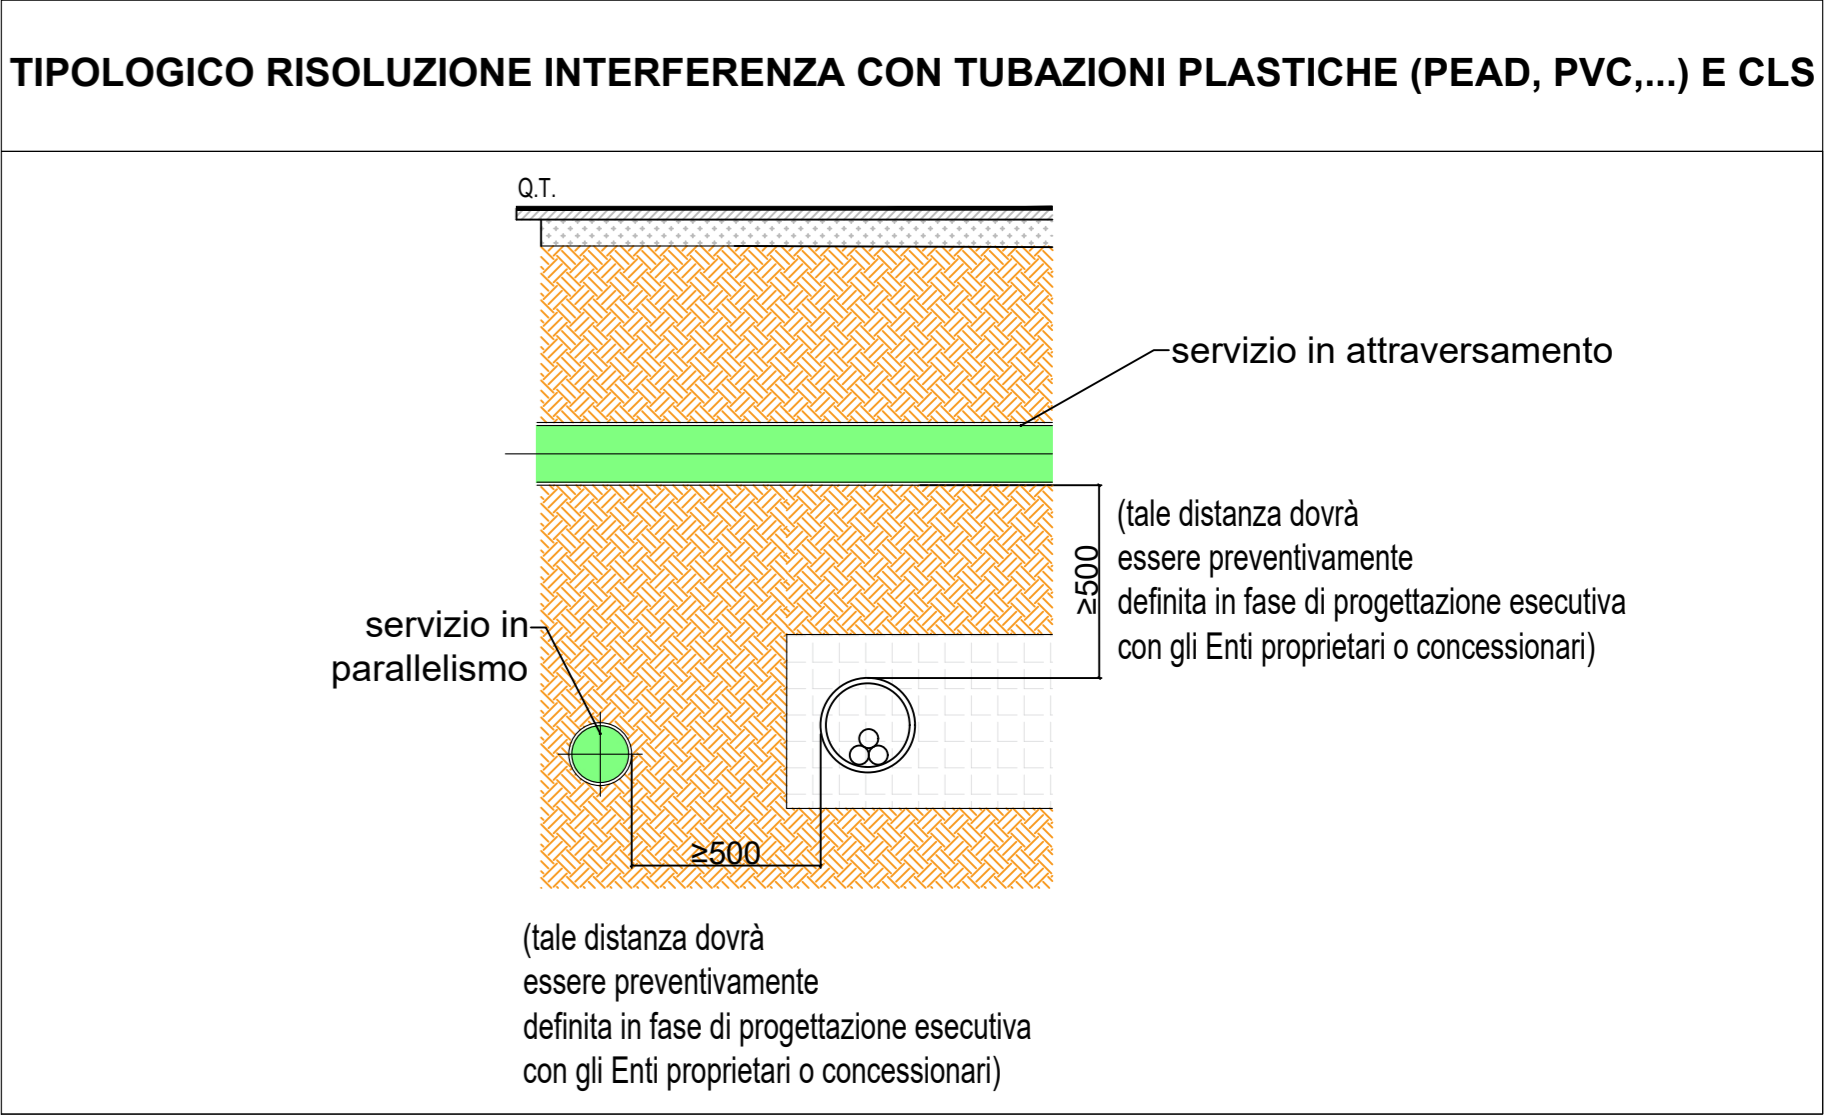 TIPOLOGICO RISOLUZIONE INTERFERENZA CON TUBAZIONI PLASTICHE (PEAD, PVC,...) E CLS
Q.T.
servizio in attraversamento
≥500
(tale distanza dovrà
essere preventivamente
definita in fase di progettazione esecutiva
con gli Enti proprietari o concessionari)
servizio in
parallelismo
≥500
(tale distanza dovrà
essere preventivamente
definita in fase di progettazione esecutiva
con gli Enti proprietari o concessionari)